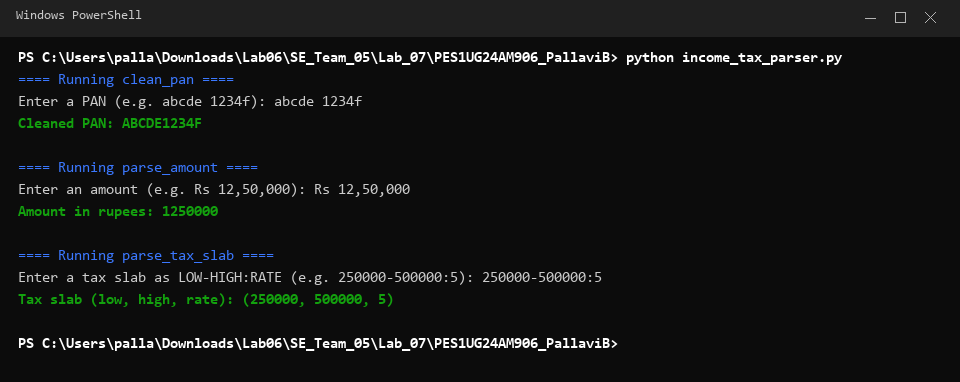 Windows PowerShell
PS C:\Users\palla\Downloads\Lab06\SE_Team_05\Lab_07\PES1UG24AM906_PallaviB> python income_tax_parser.py
==== Running clean_pan ====
Enter a PAN (e.g. abcde 1234f): abcde 1234f
Cleaned PAN: ABCDE1234F
==== Running parse_amount ====
Enter an amount (e.g. Rs 12,50,000): Rs 12,50,000
Amount in rupees: 1250000
==== Running parse_tax_slab ====
Enter a tax slab as LOW-HIGH:RATE (e.g. 250000-500000:5): 250000-500000:5
Tax slab (low, high, rate): (250000, 500000, 5)
PS C:\Users\palla\Downloads\Lab06\SE_Team_05\Lab_07\PES1UG24AM906_PallaviB>